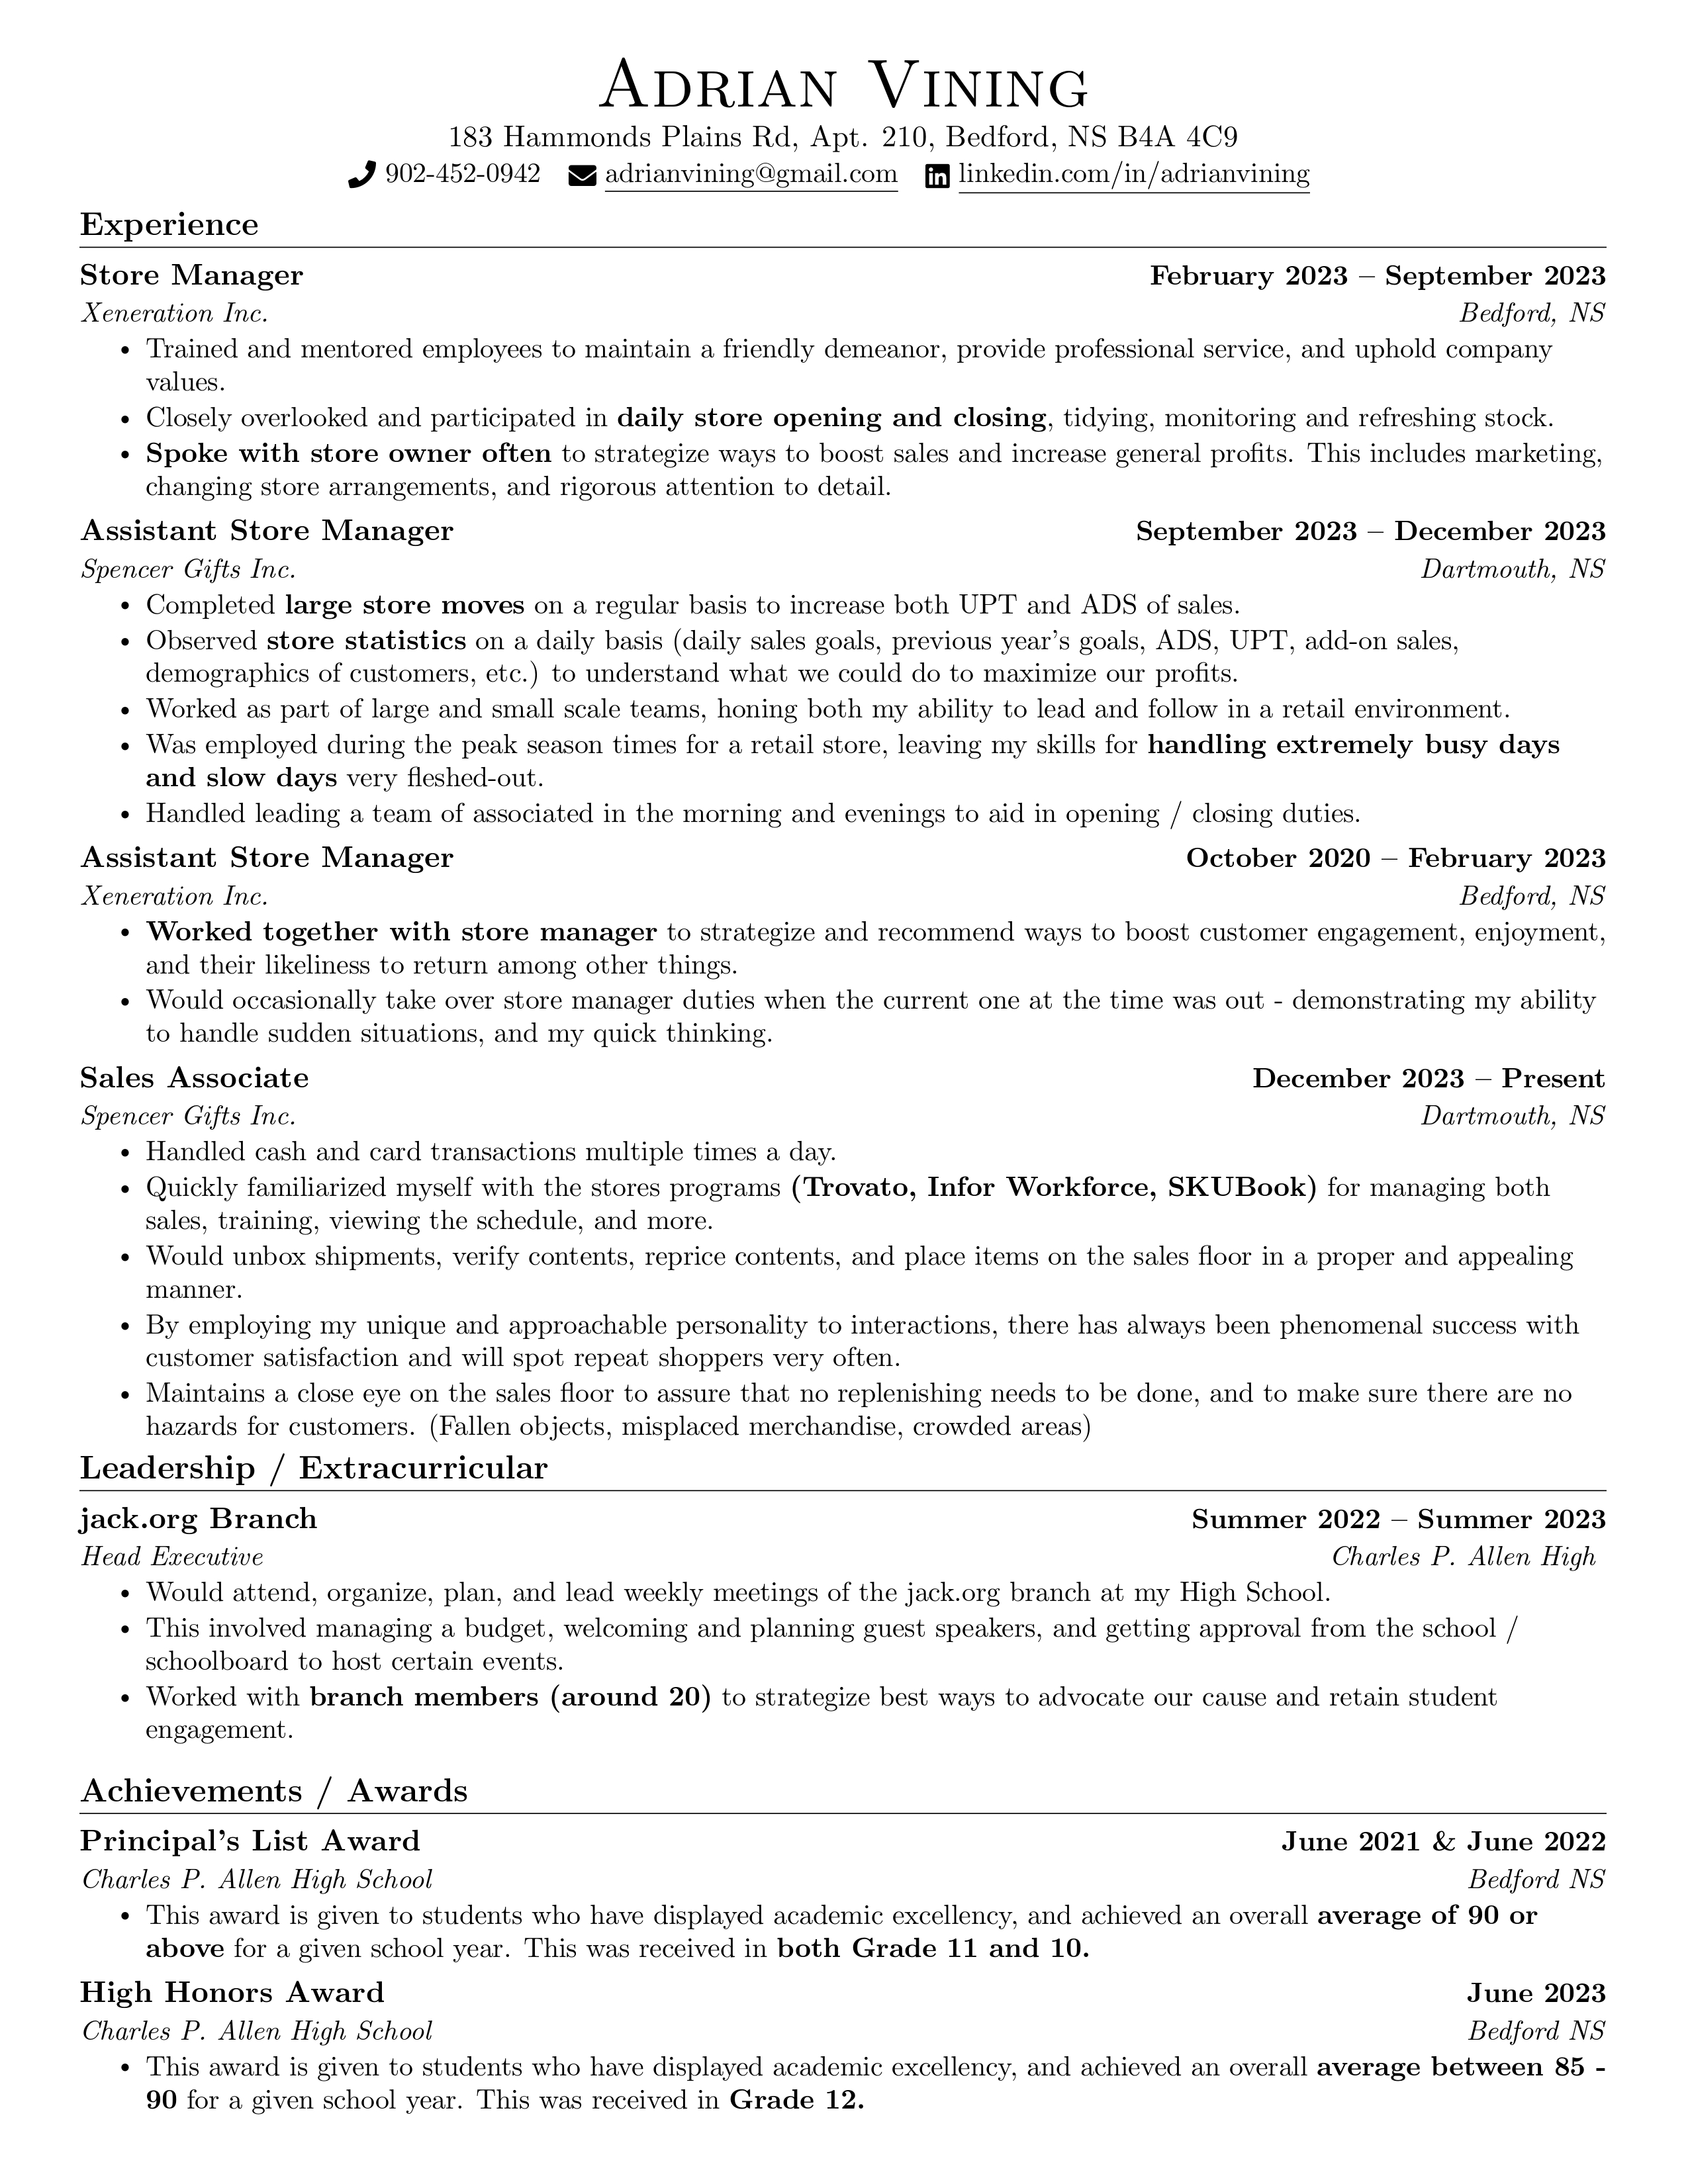 Adrian Vining
183 Hammonds Plains Rd, Apt. 210, Bedford, NS B4A 4C9
902-452-0942 adrianvining@gmail.com linkedin.com/in/adrianvining
Experience
Store Manager February 2023 – September 2023
Xeneration Inc. Bedford, NS
• Trained and mentored employees to maintain a friendly demeanor, provide professional service, and uphold company
values.
• Closely overlooked and participated in daily store opening and closing, tidying, monitoring and refreshing stock.
• Spoke with store owner often to strategize ways to boost sales and increase general profits. This includes marketing,
changing store arrangements, and rigorous attention to detail.
Assistant Store Manager September 2023 – December 2023
Spencer Gifts Inc. Dartmouth, NS
• Completed large store moves on a regular basis to increase both UPT and ADS of sales.
• Observed store statistics on a daily basis (daily sales goals, previous year's goals, ADS, UPT, add-on sales,
demographics of customers, etc.) to understand what we could do to maximize our profits.
• Worked as part of large and small scale teams, honing both my ability to lead and follow in a retail environment.
• Was employed during the peak season times for a retail store, leaving my skills for handling extremely busy days
and slow days very fleshed-out.
• Handled leading a team of associated in the morning and evenings to aid in opening / closing duties.
Assistant Store Manager October 2020 – February 2023
Xeneration Inc. Bedford, NS
• Worked together with store manager to strategize and recommend ways to boost customer engagement, enjoyment,
and their likeliness to return among other things.
• Would occasionally take over store manager duties when the current one at the time was out - demonstrating my ability
to handle sudden situations, and my quick thinking.
Sales Associate December 2023 – Present
Spencer Gifts Inc. Dartmouth, NS
• Handled cash and card transactions multiple times a day.
• Quickly familiarized myself with the stores programs (Trovato, Infor Workforce, SKUBook) for managing both
sales, training, viewing the schedule, and more.
• Would unbox shipments, verify contents, reprice contents, and place items on the sales floor in a proper and appealing
manner.
• By employing my unique and approachable personality to interactions, there has always been phenomenal success with
customer satisfaction and will spot repeat shoppers very often.
• Maintains a close eye on the sales floor to assure that no replenishing needs to be done, and to make sure there are no
hazards for customers. (Fallen objects, misplaced merchandise, crowded areas)
Leadership / Extracurricular
jack.org Branch Summer 2022 – Summer 2023
Head Executive Charles P. Allen High
• Would attend, organize, plan, and lead weekly meetings of the jack.org branch at my High School.
• This involved managing a budget, welcoming and planning guest speakers, and getting approval from the school /
schoolboard to host certain events.
• Worked with branch members (around 20) to strategize best ways to advocate our cause and retain student
engagement.
Achievements / Awards
Principal's List Award June 2021 & June 2022
Charles P. Allen High School Bedford NS
• This award is given to students who have displayed academic excellency, and achieved an overall average of 90 or
above for a given school year. This was received in both Grade 11 and 10.
High Honors Award June 2023
Charles P. Allen High School Bedford NS
• This award is given to students who have displayed academic excellency, and achieved an overall average between 85 -
90 for a given school year. This was received in Grade 12.